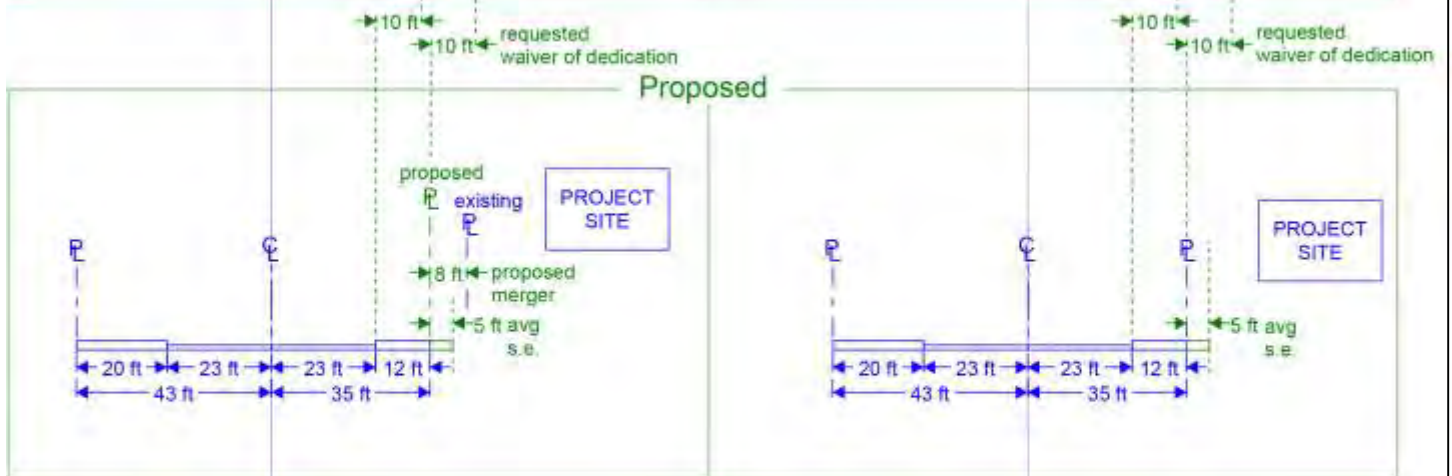 10 ft
10 ft
requested
waiver of dedication
10 ft
10 ft
requested
waiver of dedication
Proposed
proposed
PL
existing
PL
PROJECT
SITE
PL
CL
8 ft
proposed
merger
5 ft avg
s.e.
20 ft
23 ft
23 ft
12 ft
43 ft
35 ft
PROJECT
SITE
PL
CL
PL
5 ft avg
s.e.
20 ft
23 ft
23 ft
12 ft
43 ft
35 ft